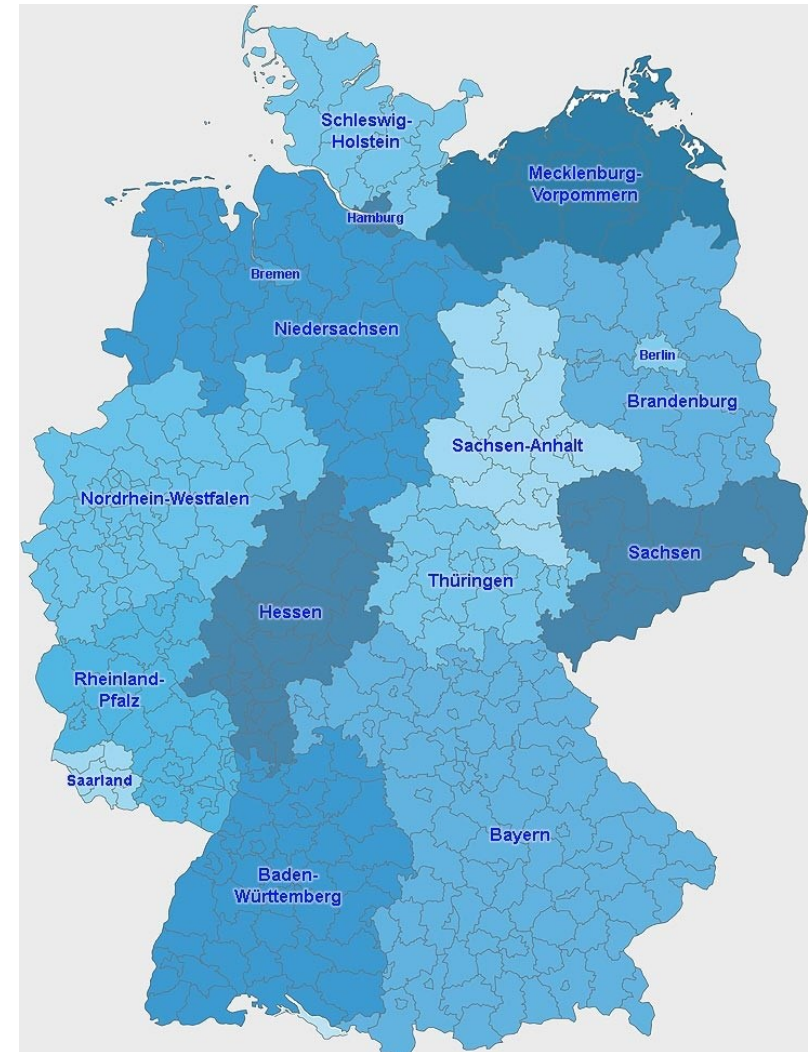 Schleswig-
Holstein
Mecklenburg-
Vorpommern
Hamburg
Bremen
Niedersachsen
Berlin
Brandenburg
Sachsen-Anhalt
Nordrhein-Westfalen
Sachsen
Thüringen
Hessen
Rheinland-
Pfalz
Saarland
Bayern
Baden-
Württemberg